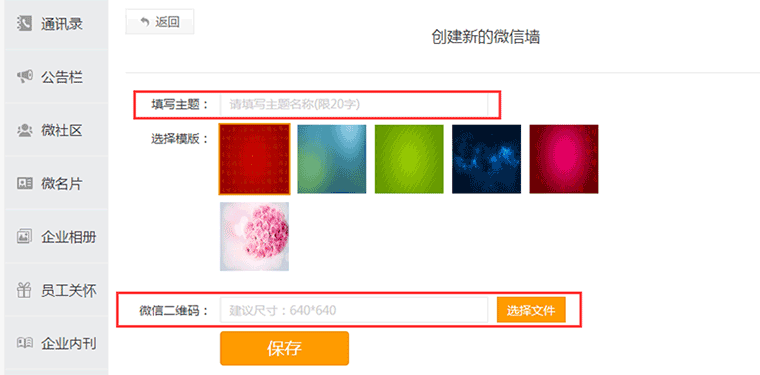 通讯录
公告栏
微社区
微名片
企业相册
员工关怀
企业内刊
返回
创建新的微信墙
填写主题： 请填写主题名称(限20字)
选择模版：
微信二维码： 建议尺寸：640*640 选择文件
保存